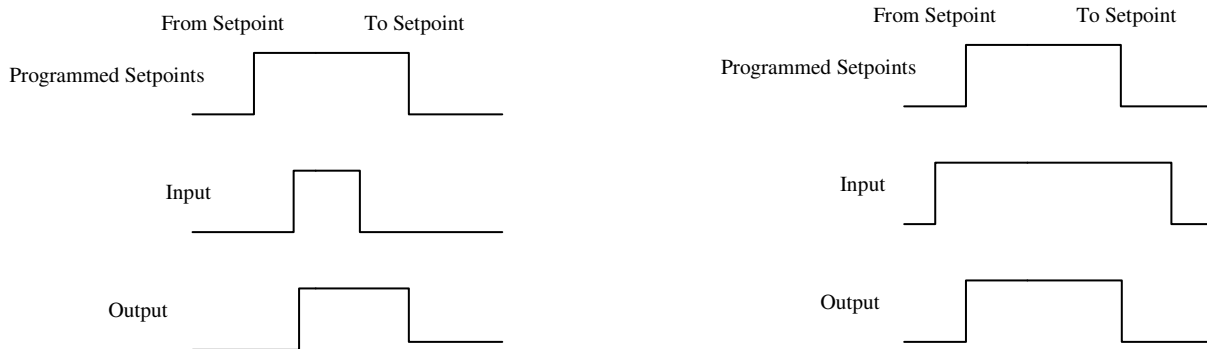 From Setpoint To Setpoint
Programmed Setpoints
Input
Output
From Setpoint To Setpoint
Programmed Setpoints
Input
Output